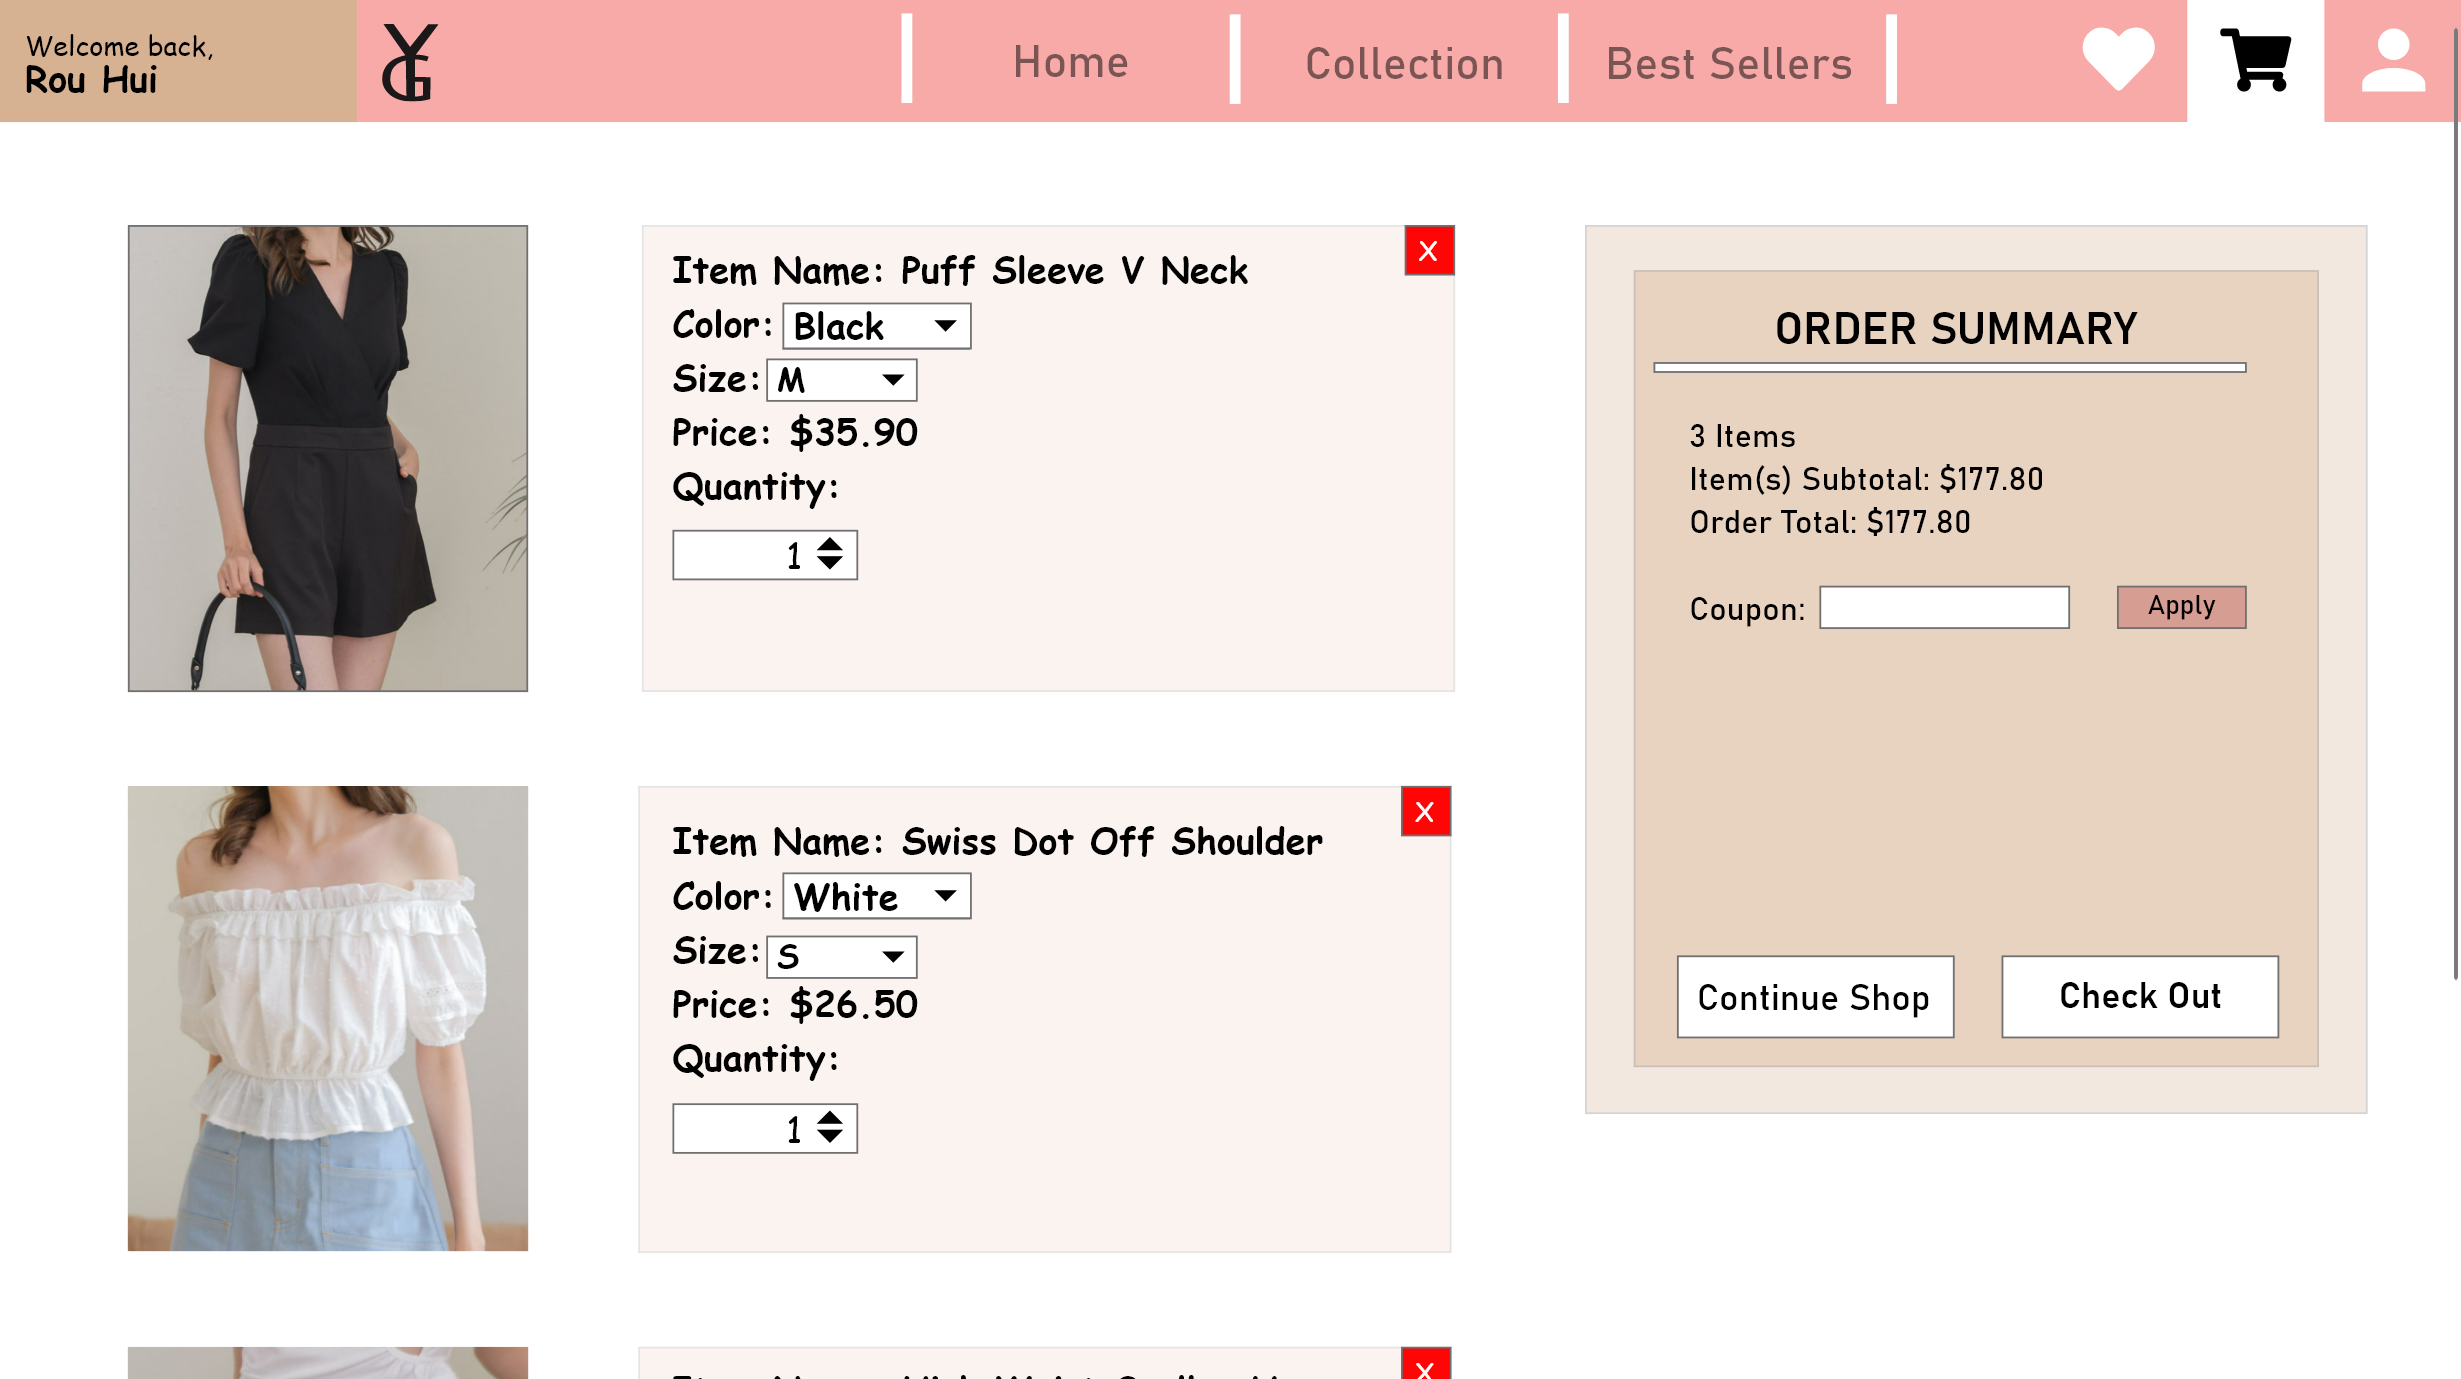 Welcome back,
Rou Hui
YG
Home
Collection
Best Sellers
Item Name: Puff Sleeve V Neck
X
Color: Black
Size: M
Price: $35.90
Quantity:
1
ORDER SUMMARY
3 Items
Item(s) Subtotal: $177.80
Order Total: $177.80
Coupon:
Apply
Item Name: Swiss Dot Off Shoulder
X
Color: White
Size: S
Price: $26.50
Quantity:
1
Continue Shop
Check Out
X